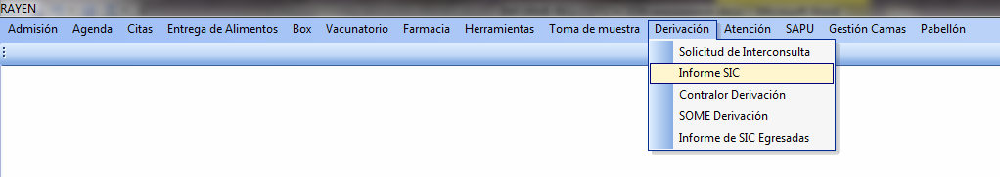 RAYEN
Admisión Agenda Citas Entrega de Alimentos Box Vacunatorio Farmacia Herramientas Toma de muestra Derivación Atención SAPU Gestión Camas Pabellón
Solicitud de Interconsulta
Informe SIC
Contralor Derivación
SOME Derivación
Informe de SIC Egresadas